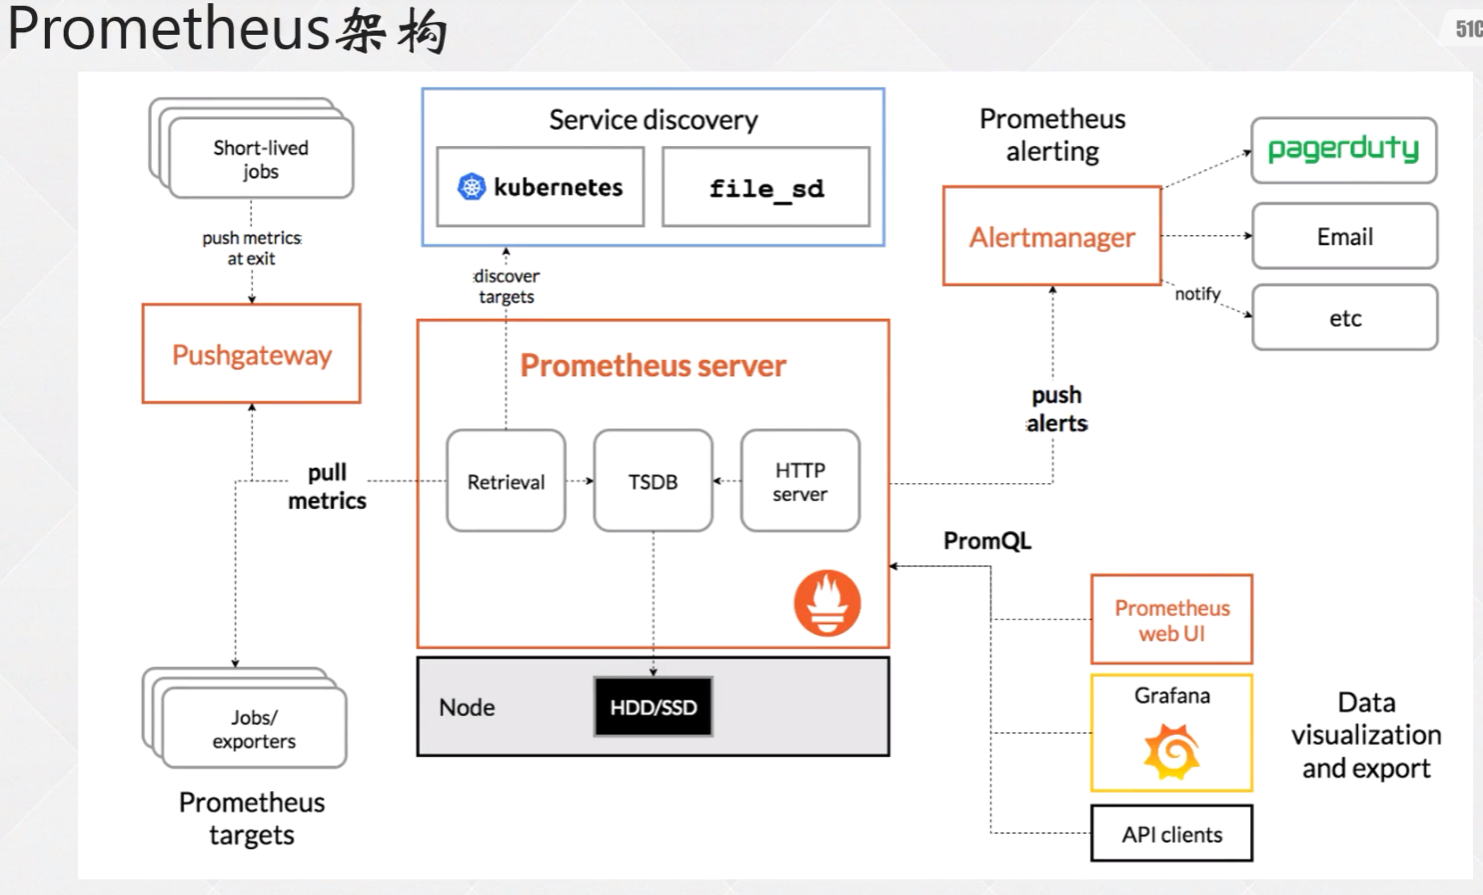 Prometheus架构
51C
Short-lived
jobs
push metrics
at exit
Pushgateway
pull
metrics
Jobs/
exporters
Prometheus
targets
Service discovery
kubernetes
file_sd
discover
targets
Prometheus server
Retrieval
TSDB
HTTP
server
Node
HDD/SSD
Prometheus
alerting
Alertmanager
pagerduty
Email
notify
etc
push
alerts
PromQL
Prometheus
web UI
Grafana
API clients
Data
visualization
and export